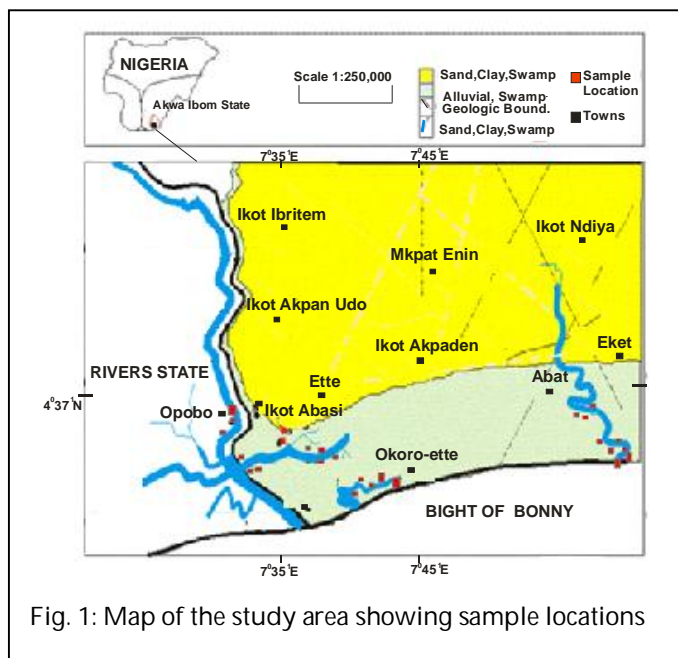 NIGERIA
Akwa Ibom State
Scale 1:250,000
Sand,Clay,Swamp
Alluvial, Swamp
Geologic Bound.
Sand,Clay,Swamp
Sample
Location
Towns
7°35'E
7°45'E
Ikot Ibritem
Ikot Ndiya
Mkpat Enin
Ikot Akpan Udo
Ikot Akpaden
Eket
RIVERS STATE
Ette
Abat
4°37'N
Opobo
Ikot Abasi
Okoro-ette
BIGHT OF BONNY
7°35'E
7°45'E
Fig. 1: Map of the study area showing sample locations